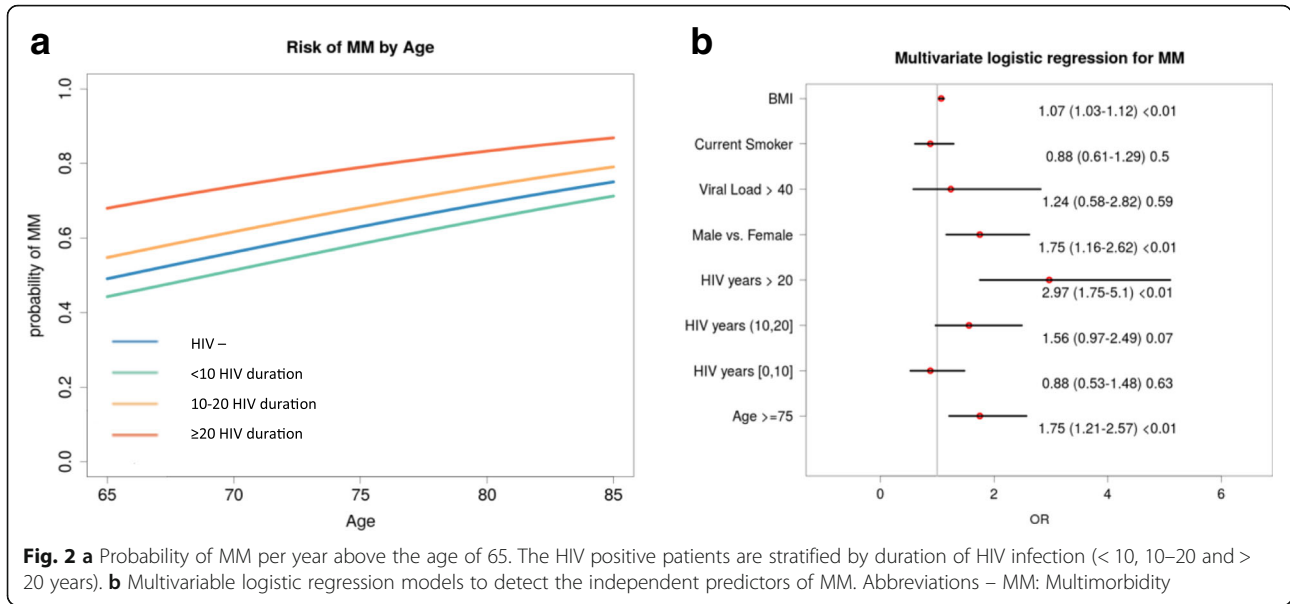 a
Risk of MM by Age
probability of MM
1.0
0.8
0.6
0.4
0.2
0.0
HIV –
<10 HIV duration
10-20 HIV duration
≥20 HIV duration
65 70 75 80 85
Age
b
Multivariate logistic regression for MM
BMI
1.07 (1.03-1.12) <0.01
Current Smoker
0.88 (0.61-1.29) 0.5
Viral Load > 40
1.24 (0.58-2.82) 0.59
Male vs. Female
1.75 (1.16-2.62) <0.01
HIV years > 20
2.97 (1.75-5.1) <0.01
HIV years (10,20]
1.56 (0.97-2.49) 0.07
HIV years [0,10]
0.88 (0.53-1.48) 0.63
Age >=75
1.75 (1.21-2.57) <0.01
0 2 4 6
OR
Fig. 2 a Probability of MM per year above the age of 65. The HIV positive patients are stratified by duration of HIV infection (< 10, 10–20 and >
20 years). b Multivariable logistic regression models to detect the independent predictors of MM. Abbreviations – MM: Multimorbidity